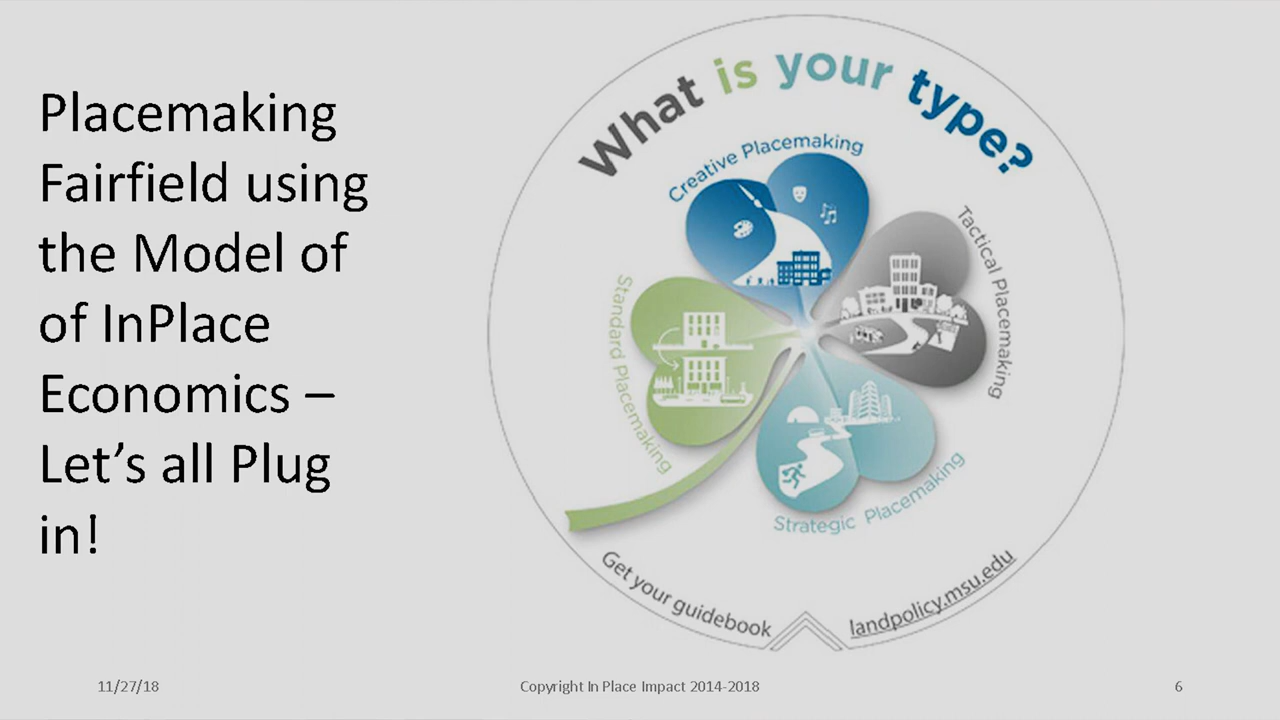 Placemaking
Fairfield using
the Model of
of InPlace
Economics –
Let's all Plug
in!
What is your type?
Creative Placemaking
Tactical Placemaking
Standard Placemaking
Strategic Placemaking
Get your guidebook
landpolicy.msu.edu
11/27/18
Copyright In Place Impact 2014-2018
6